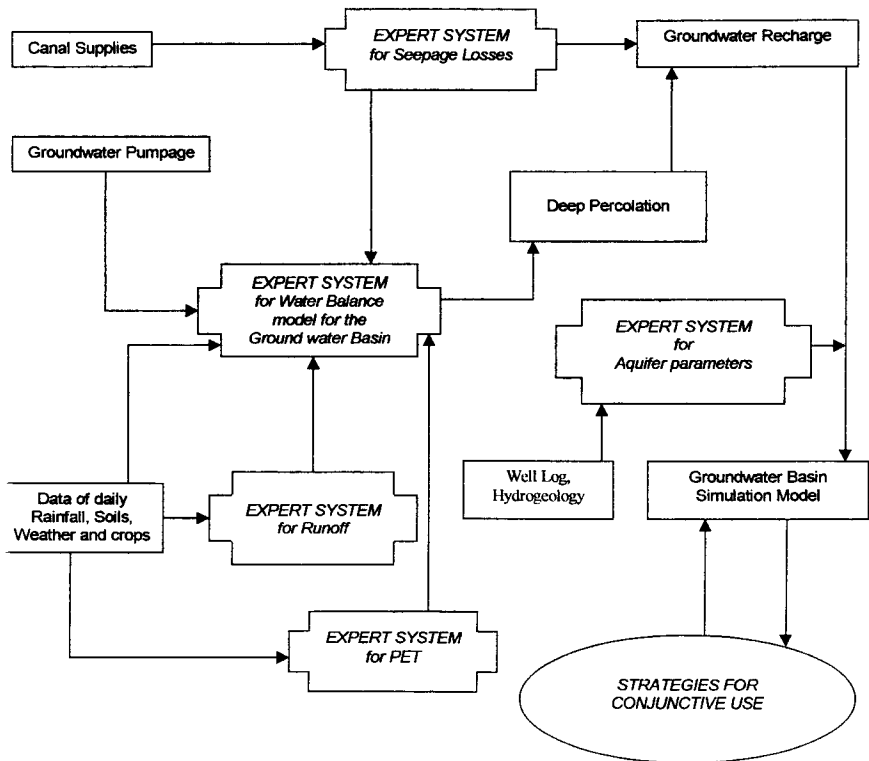 Canal Supplies
EXPERT SYSTEM
for Seepage Losses
Groundwater Recharge
Groundwater Pumpage
Deep Percolation
EXPERT SYSTEM
for Water Balance
model for the
Ground water Basin
EXPERT SYSTEM
for
Aquifer parameters
Well Log,
Hydrogeology
Groundwater Basin
Simulation Model
Data of daily
Rainfall, Soils,
Weather and crops
EXPERT SYSTEM
for Runoff
EXPERT SYSTEM
for PET
STRATEGIES FOR
CONJUNCTIVE USE